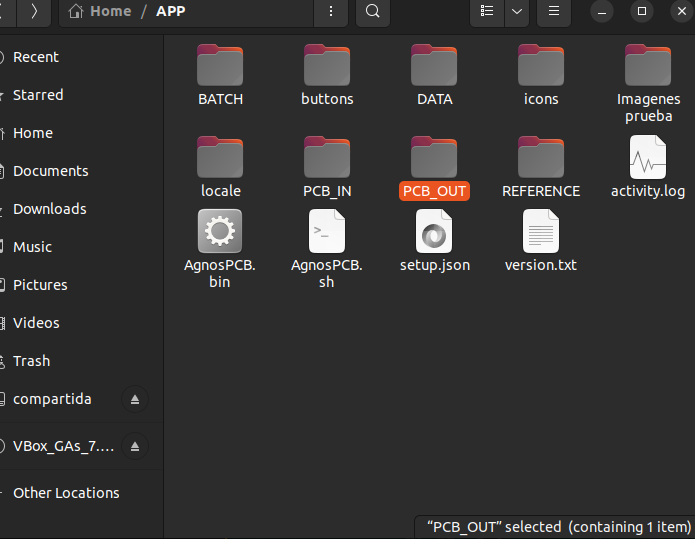 Home / APP
Recent
Starred
Home
Documents
Downloads
Music
Pictures
Videos
Trash
compartida
VBox_GAs_7....
Other Locations
BATCH
buttons
DATA
icons
Imagenes
prueba
locale
PCB_IN
PCB_OUT
REFERENCE
activity.log
AgnosPCB.
bin
>_
AgnosPCB.
sh
setup.json
version.txt
“PCB_OUT” selected (containing 1 item)